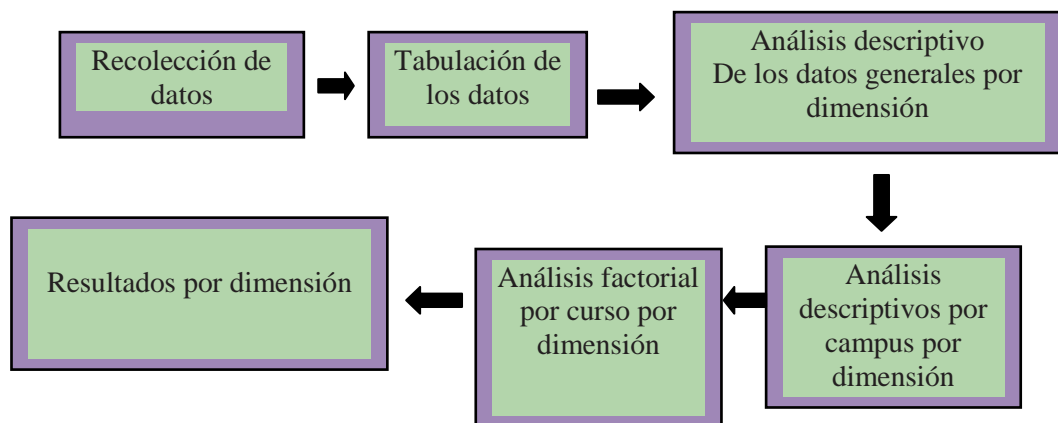 Recolección de
datos
Tabulación de
los datos
Análisis descriptivo
De los datos generales por
dimensión
Análisis
descriptivos por
campus por
dimensión
Análisis factorial
por curso por
dimensión
Resultados por dimensión